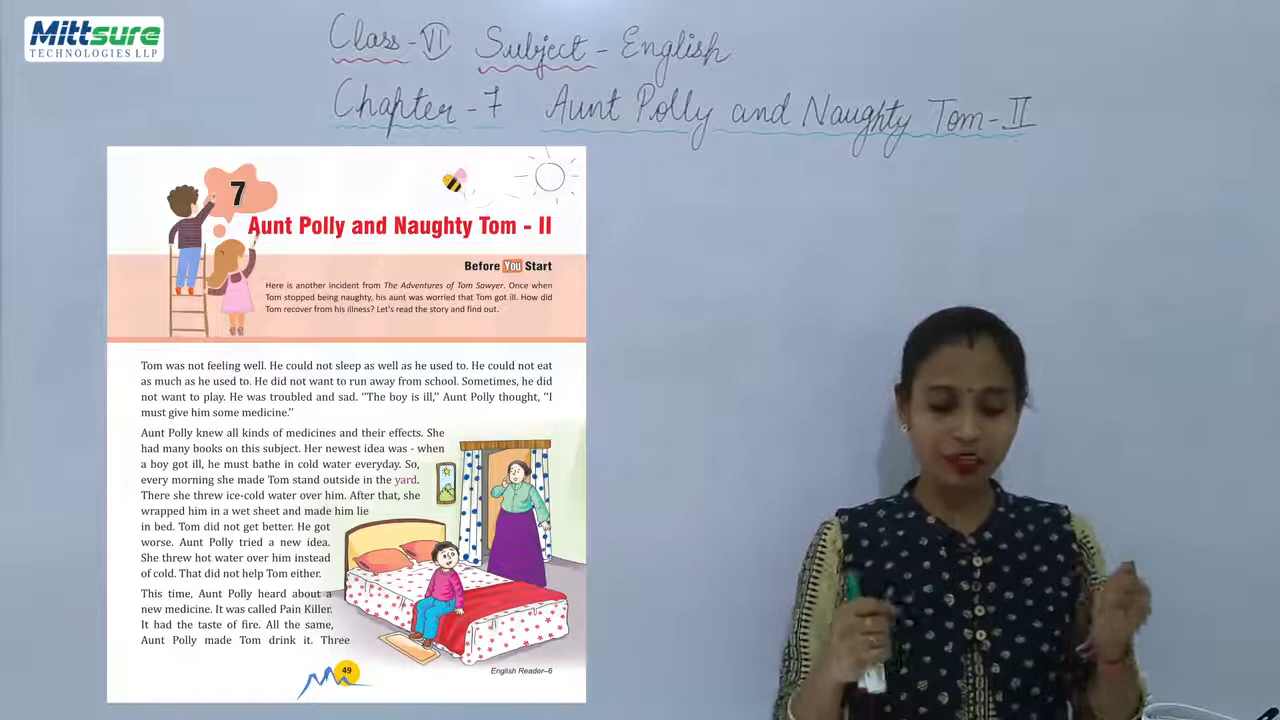 Mittsure
TECHNOLOGIES LLP
Class - VI Subject - English
Chapter - 7 Aunt Polly and Naughty Tom - II
7
Aunt Polly and Naughty Tom - II
Before You Start
Here is another incident from The Adventures of Tom Sawyer. Once when
Tom stopped being naughty, his aunt was worried that Tom got ill. How did
Tom recover from his illness? Let's read the story and find out.
Tom was not feeling well. He could not sleep as well as he used to. He could not eat
as much as he used to. He did not want to run away from school. Sometimes, he did
not want to play. He was troubled and sad. "The boy is ill," Aunt Polly thought, "I
must give him some medicine."
Aunt Polly knew all kinds of medicines and their effects. She
had many books on this subject. Her newest idea was - when
a boy got ill, he must bathe in cold water everyday. So,
every morning she made Tom stand outside in the yard.
There she threw ice-cold water over him. After that, she
wrapped him in a wet sheet and made him lie
in bed. Tom did not get better. He got
worse. Aunt Polly tried a new idea.
She threw hot water over him instead
of cold. That did not help Tom either.
This time, Aunt Polly heard about a
new medicine. It was called Pain Killer.
It had the taste of fire. All the same,
Aunt Polly made Tom drink it. Three
49
English Reader–6